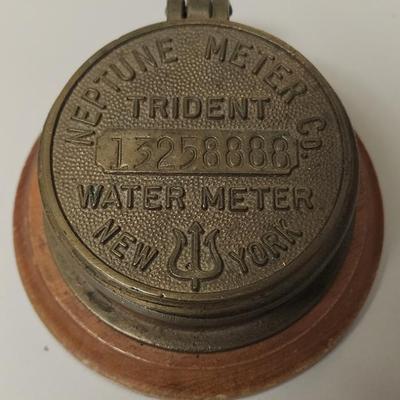 NEPTUNE METER Co.
TRIDENT
13258888
WATER METER
NEW YORK